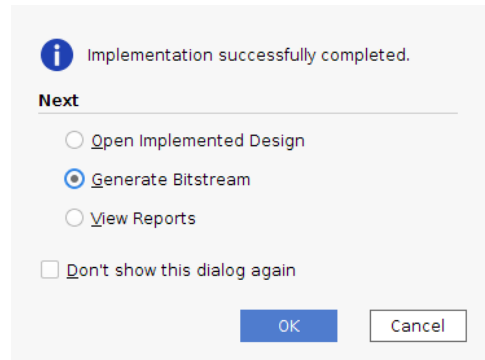 Implementation successfully completed.
Next
Open Implemented Design
Generate Bitstream
View Reports
Don't show this dialog again
OK Cancel